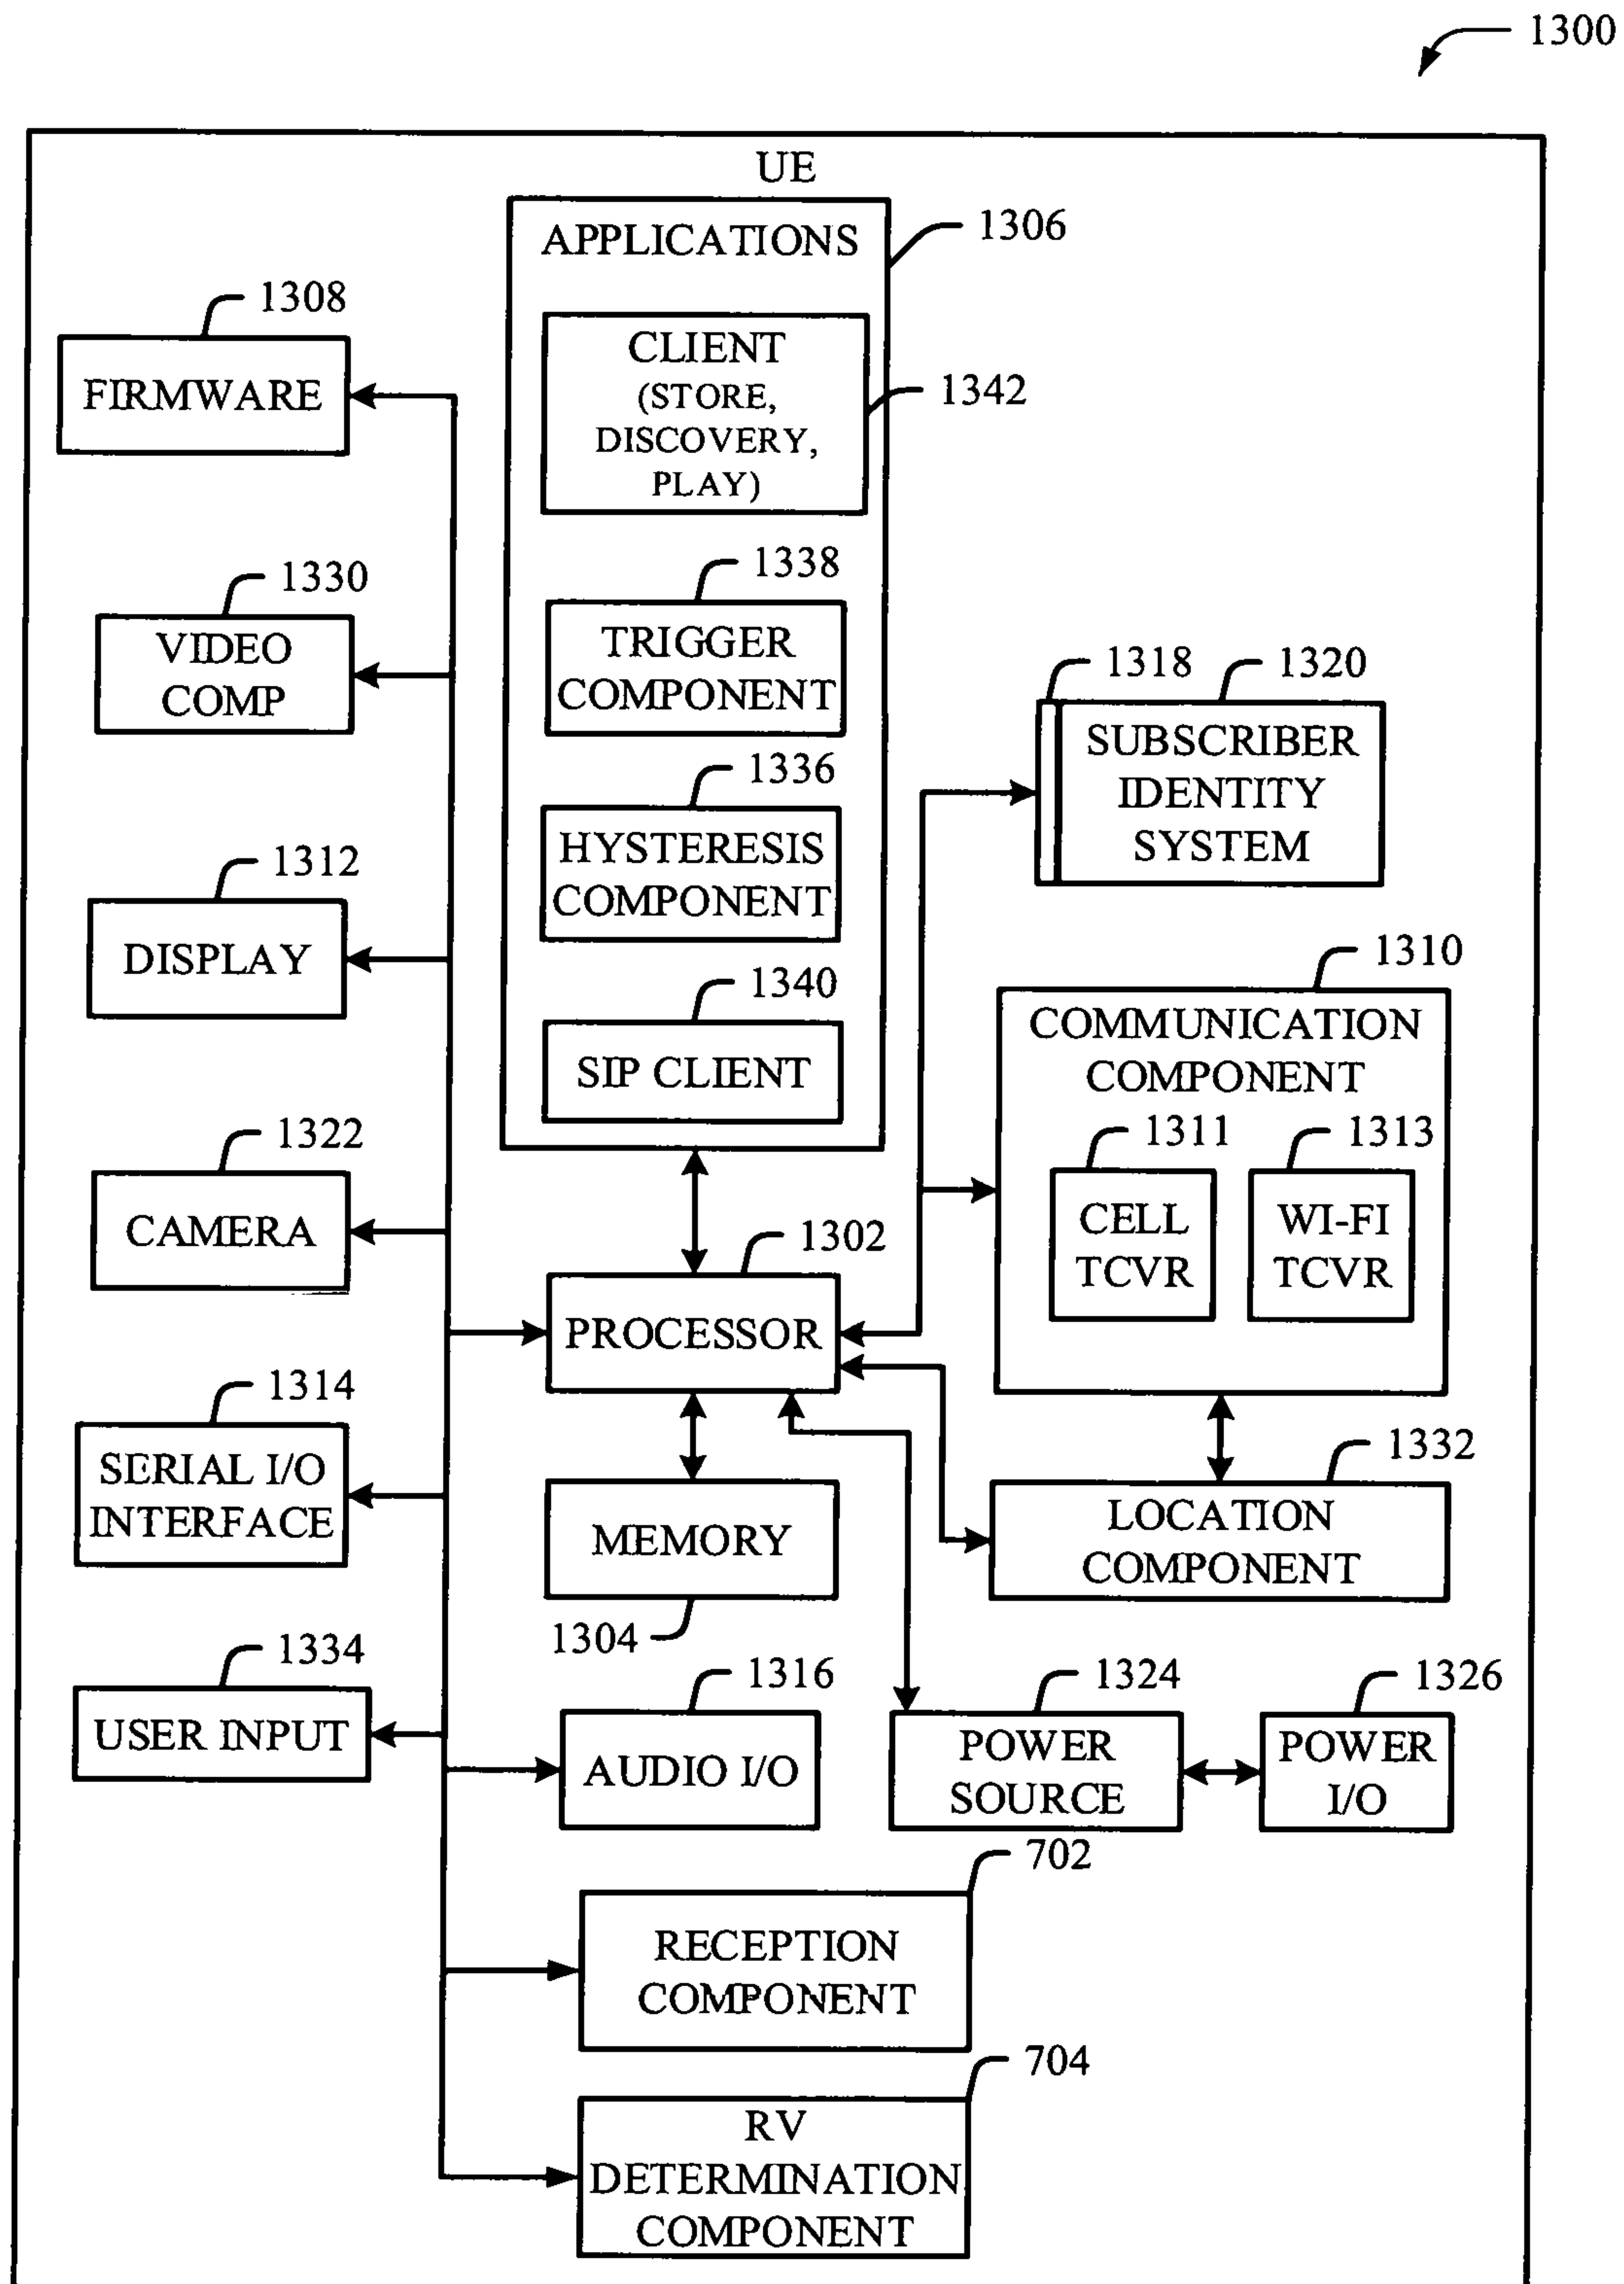 1300
UE
APPLICATIONS
1306
1308
FIRMWARE
CLIENT
(STORE,
DISCOVERY,
PLAY)
1342
1330
VIDEO
COMP
1338
TRIGGER
COMPONENT
1318
1320
SUBSCRIBER
IDENTITY
SYSTEM
1336
HYSTERESIS
COMPONENT
1312
DISPLAY
1340
SIP CLIENT
1310
COMMUNICATION
COMPONENT
1311
CELL
TCVR
1313
WI-FI
TCVR
1322
CAMERA
1302
PROCESSOR
1314
SERIAL I/O
INTERFACE
MEMORY
1304
1332
LOCATION
COMPONENT
1334
USER INPUT
1316
AUDIO I/O
1324
POWER
SOURCE
1326
POWER
I/O
702
RECEPTION
COMPONENT
704
RV
DETERMINATION
COMPONENT